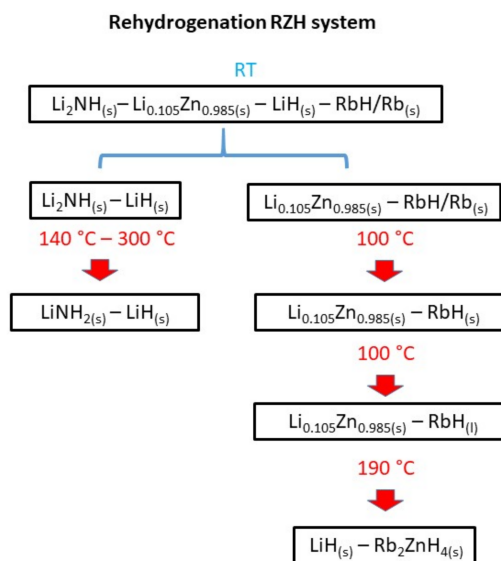 Rehydrogenation RZH system
RT
Li₂NH₍s₎ – Li₀.₁₀₅Zn₀.₉₈₅₍s₎ – LiH₍s₎ – RbH/Rb₍s₎
Li₂NH₍s₎ – LiH₍s₎
Li₀.₁₀₅Zn₀.₉₈₅₍s₎ – RbH/Rb₍s₎
140 °C – 300 °C
100 °C
LiNH₂₍s₎ – LiH₍s₎
Li₀.₁₀₅Zn₀.₉₈₅₍s₎ – RbH₍s₎
100 °C
Li₀.₁₀₅Zn₀.₉₈₅₍s₎ – RbH₍l₎
190 °C
LiH₍s₎ – Rb₂ZnH₄₍s₎